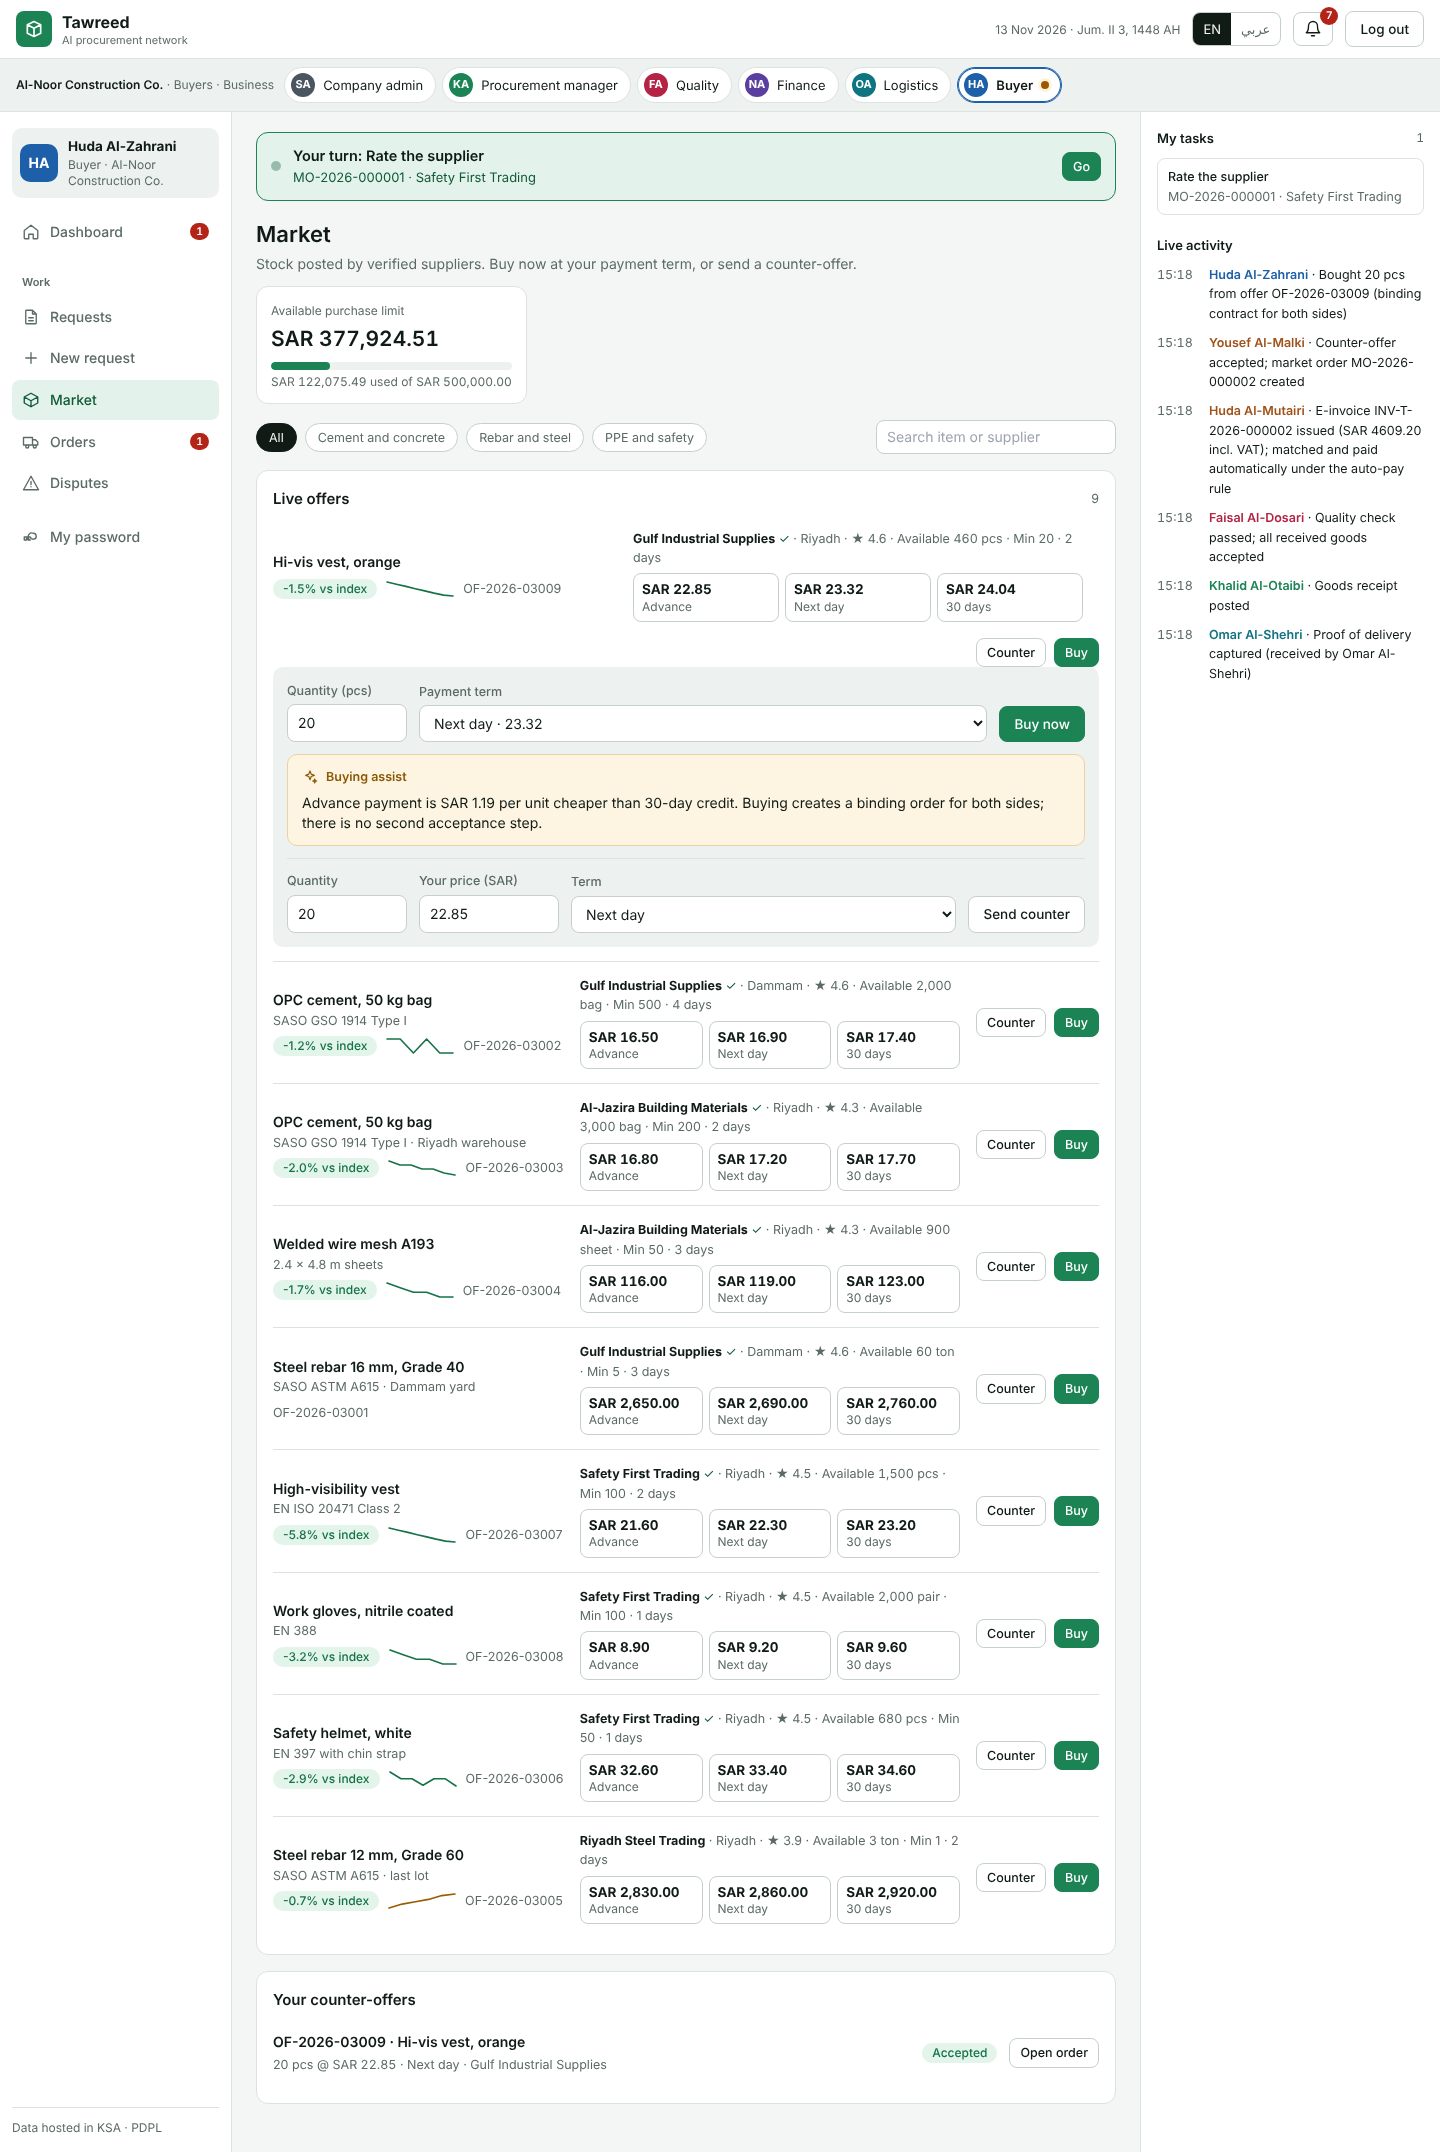 Tawreed
AI procurement network
13 Nov 2026 · Jum. II 3, 1448 AH
EN
عربي
7
Log out
Al-Noor Construction Co. · Buyers · Business
SA Company admin
KA Procurement manager
FA Quality
NA Finance
OA Logistics
HA Buyer
HA
Huda Al-Zahrani
Buyer · Al-Noor
Construction Co.
Dashboard 1
Work
Requests
New request
Market
Orders 1
Disputes
My password
Data hosted in KSA · PDPL
Your turn: Rate the supplier
MO-2026-000001 · Safety First Trading
Go
Market
Stock posted by verified suppliers. Buy now at your payment term, or send a counter-offer.
Available purchase limit
SAR 377,924.51
SAR 122,075.49 used of SAR 500,000.00
All
Cement and concrete
Rebar and steel
PPE and safety
Search item or supplier
Live offers 9
Hi-vis vest, orange
-1.5% vs index OF-2026-03009
Gulf Industrial Supplies ✓ · Riyadh · ★ 4.6 · Available 460 pcs · Min 20 · 2
days
SAR 22.85 SAR 23.32 SAR 24.04
Advance Next day 30 days
Counter Buy
Quantity (pcs) Payment term
20 Next day · 23.32 Buy now
Buying assist
Advance payment is SAR 1.19 per unit cheaper than 30-day credit. Buying creates a binding order for both sides;
there is no second acceptance step.
Quantity Your price (SAR) Term
20 22.85 Next day Send counter
OPC cement, 50 kg bag
SASO GSO 1914 Type I
-1.2% vs index OF-2026-03002
Gulf Industrial Supplies ✓ · Dammam · ★ 4.6 · Available 2,000
bag · Min 500 · 4 days
SAR 16.50 SAR 16.90 SAR 17.40
Advance Next day 30 days
Counter Buy
OPC cement, 50 kg bag
SASO GSO 1914 Type I · Riyadh warehouse
-2.0% vs index OF-2026-03003
Al-Jazira Building Materials ✓ · Riyadh · ★ 4.3 · Available
3,000 bag · Min 200 · 2 days
SAR 16.80 SAR 17.20 SAR 17.70
Advance Next day 30 days
Counter Buy
Welded wire mesh A193
2.4 × 4.8 m sheets
-1.7% vs index OF-2026-03004
Al-Jazira Building Materials ✓ · Riyadh · ★ 4.3 · Available 900
sheet · Min 50 · 3 days
SAR 116.00 SAR 119.00 SAR 123.00
Advance Next day 30 days
Counter Buy
Steel rebar 16 mm, Grade 40
SASO ASTM A615 · Dammam yard
OF-2026-03001
Gulf Industrial Supplies ✓ · Dammam · ★ 4.6 · Available 60 ton
· Min 5 · 3 days
SAR 2,650.00 SAR 2,690.00 SAR 2,760.00
Advance Next day 30 days
Counter Buy
High-visibility vest
EN ISO 20471 Class 2
-5.8% vs index OF-2026-03007
Safety First Trading ✓ · Riyadh · ★ 4.5 · Available 1,500 pcs ·
Min 100 · 2 days
SAR 21.60 SAR 22.30 SAR 23.20
Advance Next day 30 days
Counter Buy
Work gloves, nitrile coated
EN 388
-3.2% vs index OF-2026-03008
Safety First Trading ✓ · Riyadh · ★ 4.5 · Available 2,000 pair ·
Min 100 · 1 days
SAR 8.90 SAR 9.20 SAR 9.60
Advance Next day 30 days
Counter Buy
Safety helmet, white
EN 397 with chin strap
-2.9% vs index OF-2026-03006
Safety First Trading ✓ · Riyadh · ★ 4.5 · Available 680 pcs · Min
50 · 1 days
SAR 32.60 SAR 33.40 SAR 34.60
Advance Next day 30 days
Counter Buy
Steel rebar 12 mm, Grade 60
SASO ASTM A615 · last lot
-0.7% vs index OF-2026-03005
Riyadh Steel Trading · Riyadh · ★ 3.9 · Available 3 ton · Min 1 · 2
days
SAR 2,830.00 SAR 2,860.00 SAR 2,920.00
Advance Next day 30 days
Counter Buy
Your counter-offers
OF-2026-03009 · Hi-vis vest, orange
20 pcs @ SAR 22.85 · Next day · Gulf Industrial Supplies
Accepted Open order
My tasks 1
Rate the supplier
MO-2026-000001 · Safety First Trading
Live activity
15:18 Huda Al-Zahrani · Bought 20 pcs
from offer OF-2026-03009 (binding
contract for both sides)
15:18 Yousef Al-Malki · Counter-offer
accepted; market order MO-2026-
000002 created
15:18 Huda Al-Mutairi · E-invoice INV-T-
2026-000002 issued (SAR 4609.20
incl. VAT); matched and paid
automatically under the auto-pay
rule
15:18 Faisal Al-Dosari · Quality check
passed; all received goods
accepted
15:18 Khalid Al-Otaibi · Goods receipt
posted
15:18 Omar Al-Shehri · Proof of delivery
captured (received by Omar Al-
Shehri)